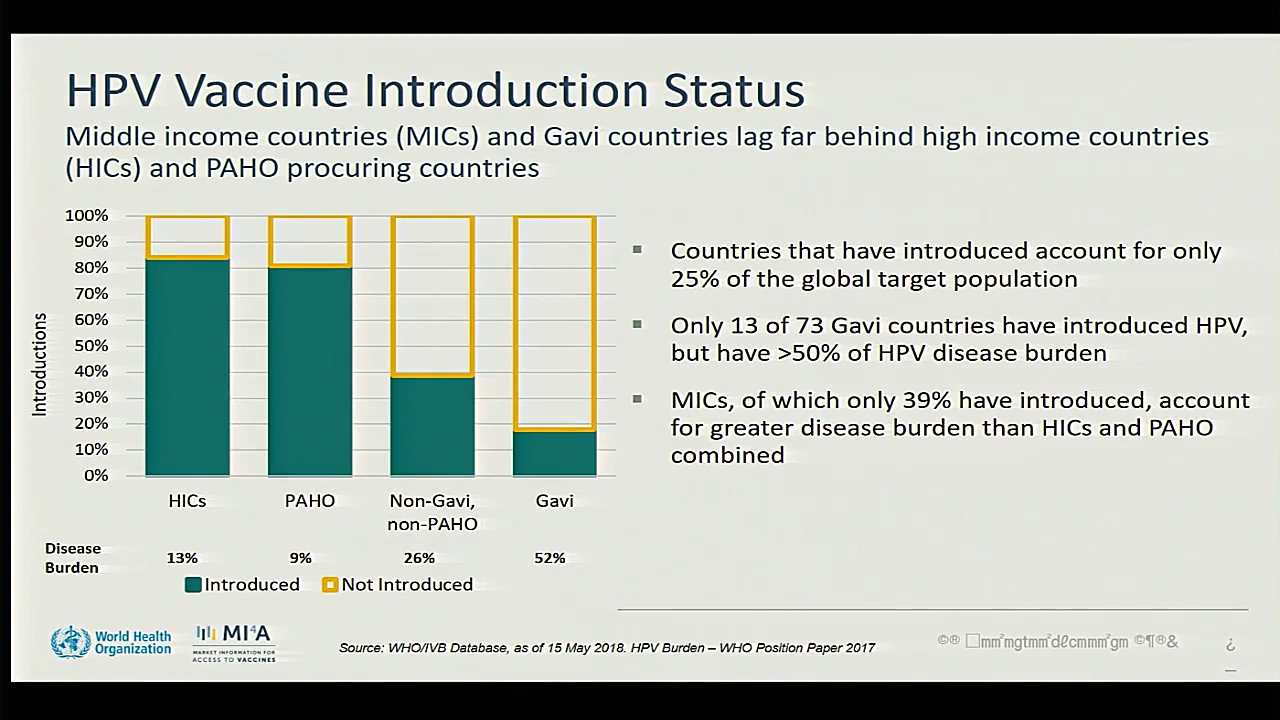 HPV Vaccine Introduction Status
Middle income countries (MICs) and Gavi countries lag far behind high income countries
(HICs) and PAHO procuring countries
100%
90%
80%
70%
60%
50%
40%
30%
20%
10%
0%
Introductions
HICs
PAHO
Non-Gavi,
non-PAHO
Gavi
Disease
Burden
13%
9%
26%
52%
Introduced
Not Introduced
▪ Countries that have introduced account for only
25% of the global target population
▪ Only 13 of 73 Gavi countries have introduced HPV,
but have >50% of HPV disease burden
▪ MICs, of which only 39% have introduced, account
for greater disease burden than HICs and PAHO
combined
World Health
Organization
MI4A
MARKET INFORMATION FOR
ACCESS TO VACCINES
Source: WHO/IVB Database, as of 15 May 2018. HPV Burden – WHO Position Paper 2017